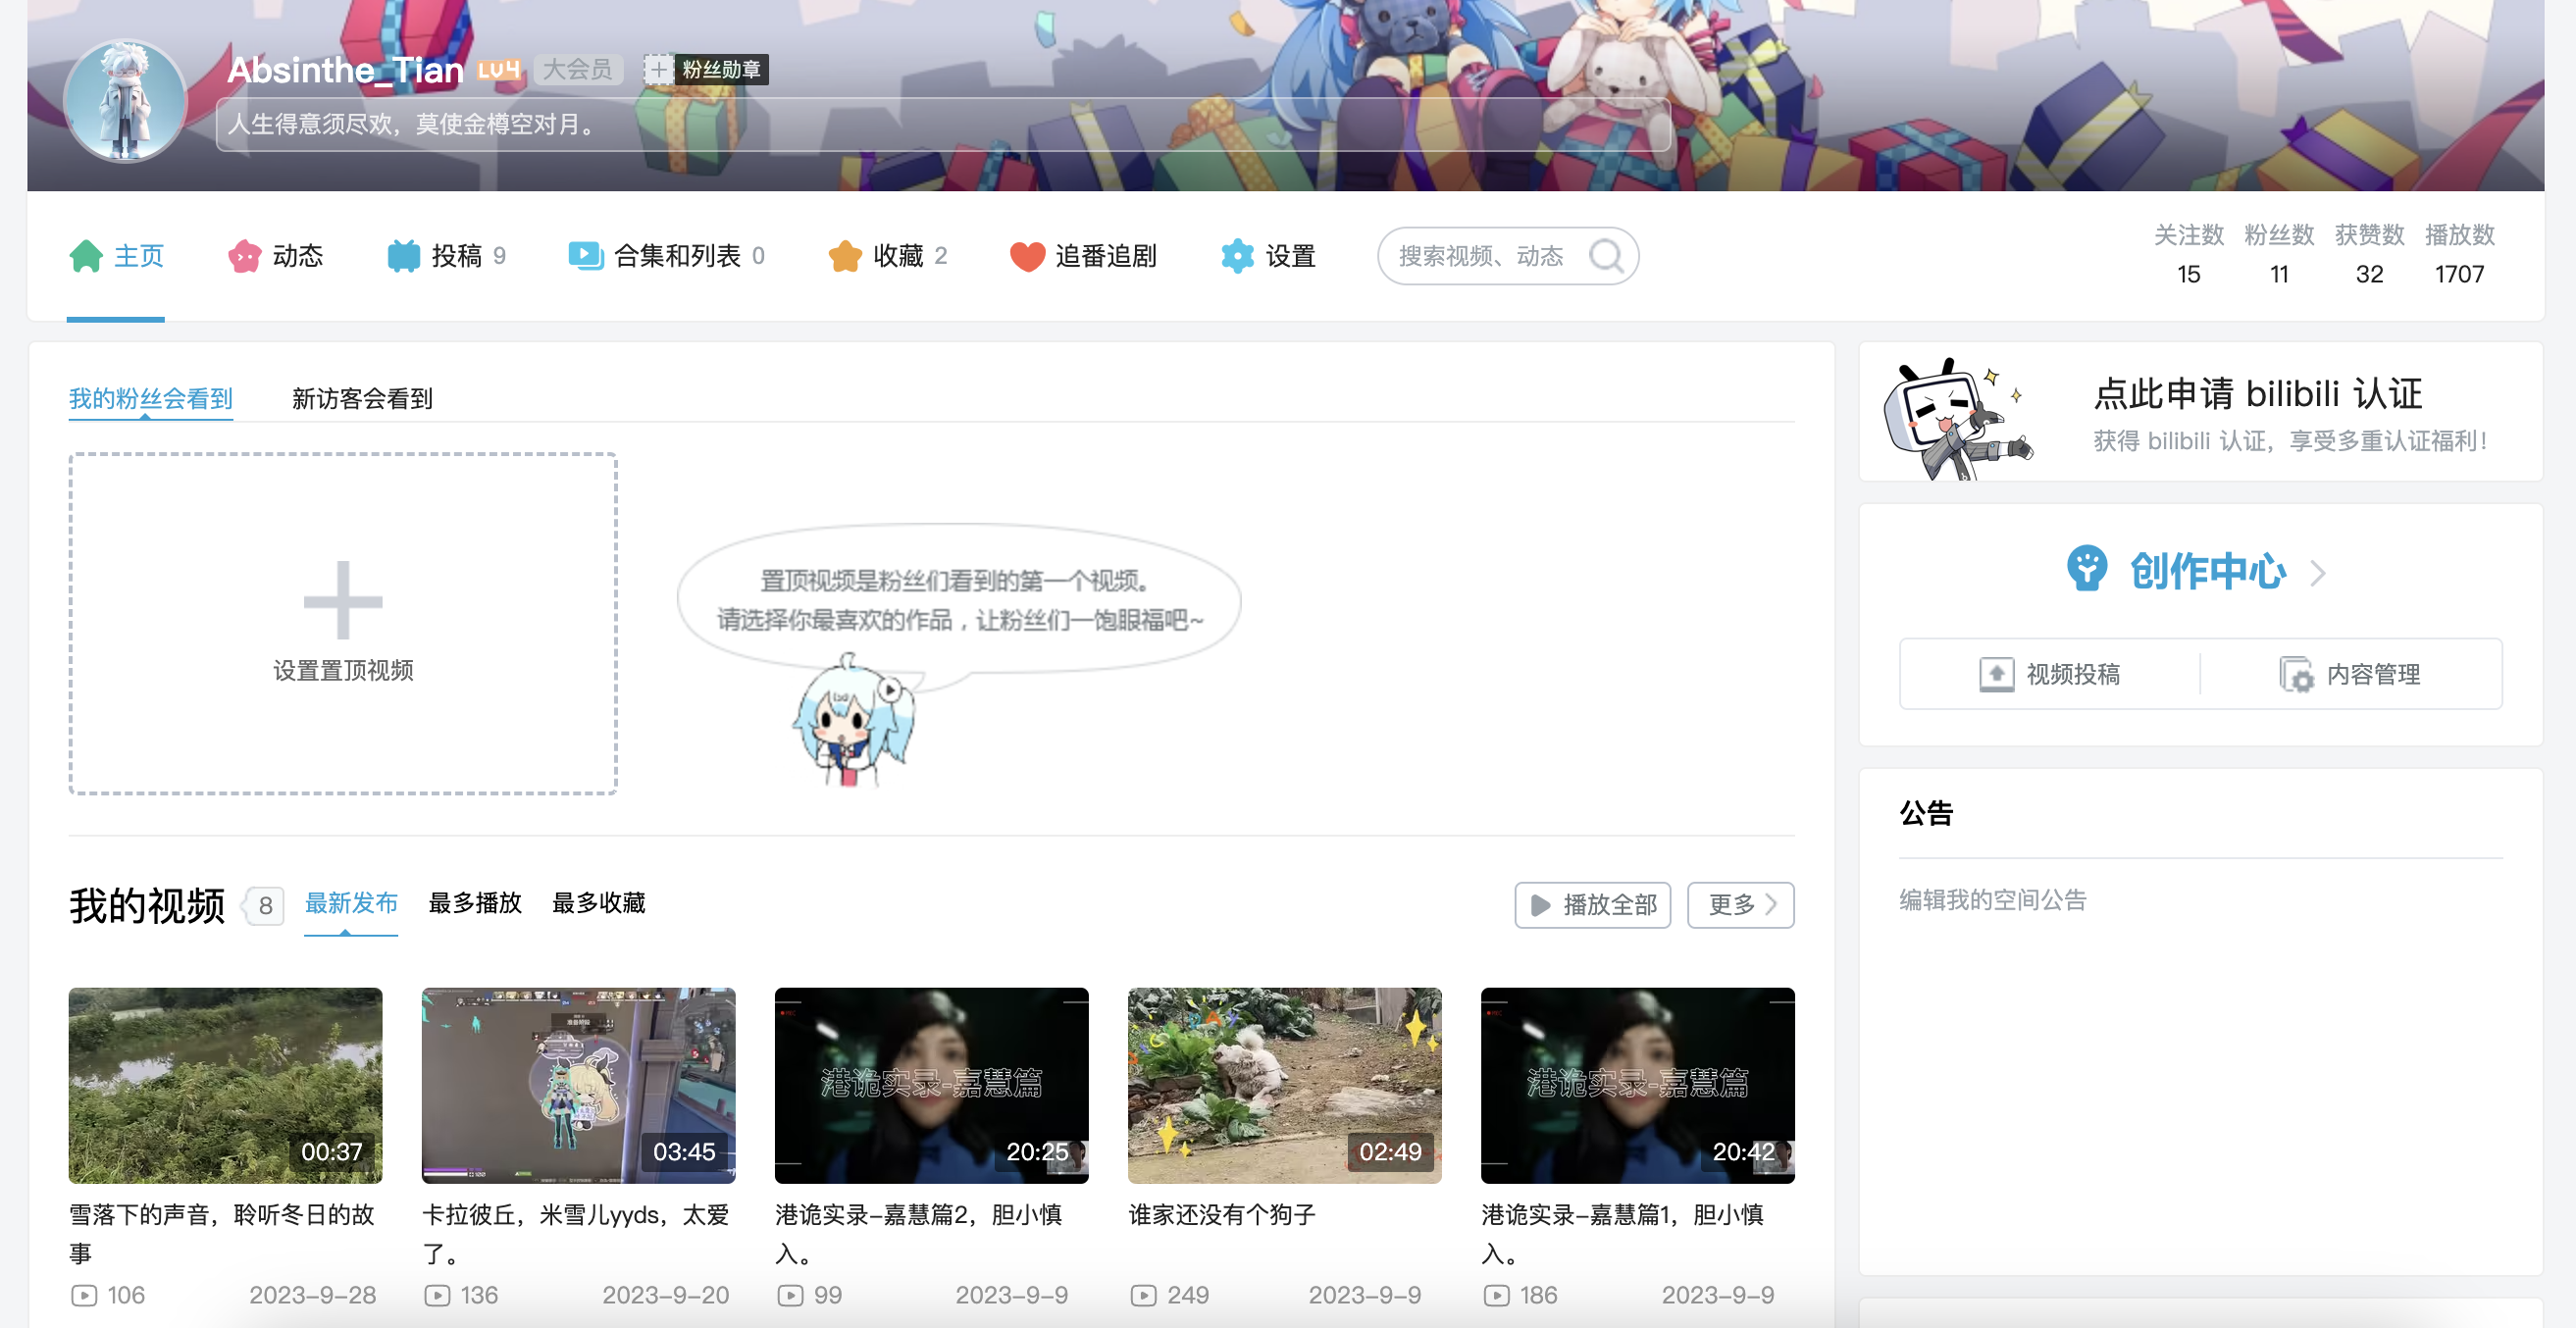 Absinthe_Tian LV4 大会员 粉丝勋章
人生得意须尽欢，莫使金樽空对月。
主页 动态 投稿 9 合集和列表 0 收藏 2 追番追剧 设置 搜索视频、动态
关注数 粉丝数 获赞数 播放数
15 11 32 1707
我的粉丝会看到 新访客会看到
设置置顶视频
置顶视频是粉丝们看到的第一个视频。
请选择你最喜欢的作品，让粉丝们一饱眼福吧~
点此申请 bilibili 认证
获得 bilibili 认证，享受多重认证福利！
创作中心
视频投稿 内容管理
公告
编辑我的空间公告
我的视频 8 最新发布 最多播放 最多收藏 播放全部 更多
00:37
雪落下的声音，聆听冬日的故
事
106 2023-9-28
03:45
卡拉彼丘，米雪儿yyds，太爱
了。
136 2023-9-20
港诡实录-嘉慧篇
20:25
港诡实录-嘉慧篇2，胆小慎
入。
99 2023-9-9
02:49
谁家还没有个狗子
249 2023-9-9
港诡实录-嘉慧篇
20:42
港诡实录-嘉慧篇1，胆小慎
入。
186 2023-9-9